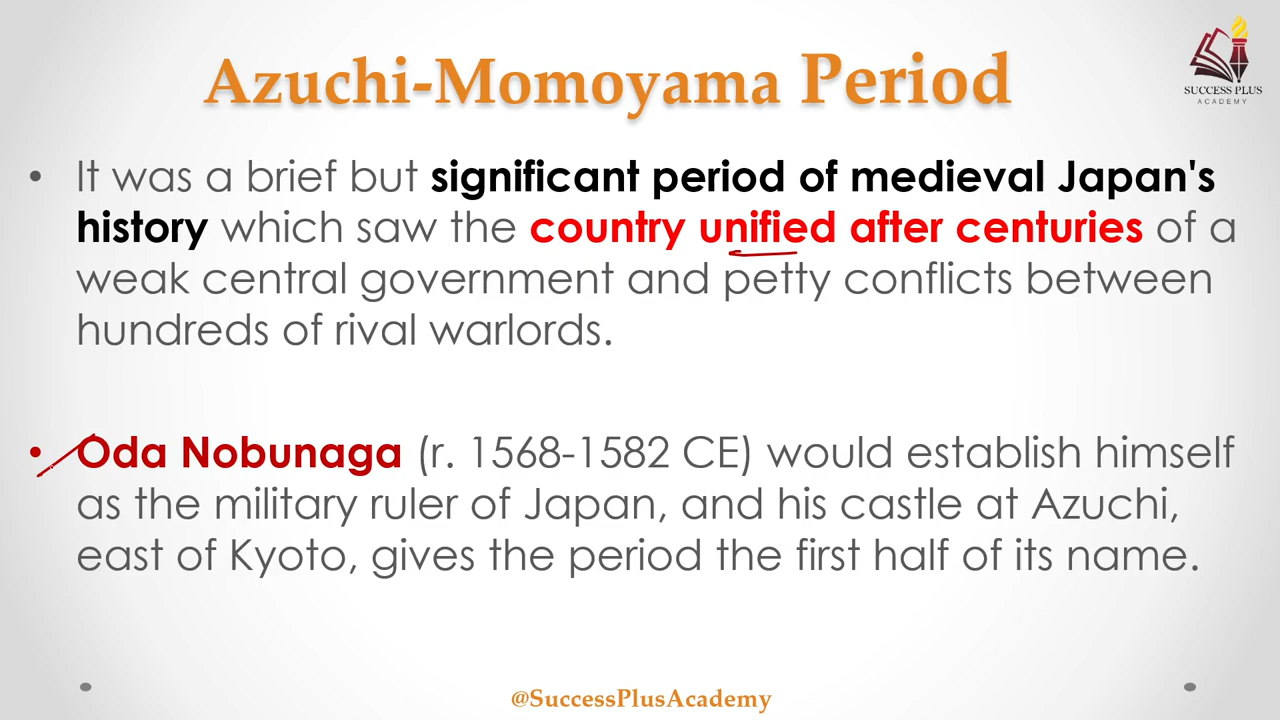 Azuchi-Momoyama Period
SUCCESS PLUS
ACADEMY
• It was a brief but significant period of medieval Japan's
history which saw the country unified after centuries of a
weak central government and petty conflicts between
hundreds of rival warlords.
• Oda Nobunaga (r. 1568-1582 CE) would establish himself
as the military ruler of Japan, and his castle at Azuchi,
east of Kyoto, gives the period the first half of its name.
@SuccessPlusAcademy